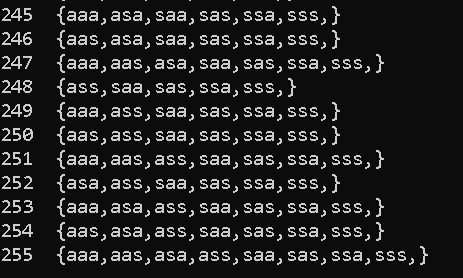 245 {aaa,asa,saa,sas,ssa,sss,}
246 {aas,asa,saa,sas,ssa,sss,}
247 {aaa,aas,asa,saa,sas,ssa,sss,}
248 {ass,saa,sas,ssa,sss,}
249 {aaa,ass,saa,sas,ssa,sss,}
250 {aas,ass,saa,sas,ssa,sss,}
251 {aaa,aas,ass,saa,sas,ssa,sss,}
252 {asa,ass,saa,sas,ssa,sss,}
253 {aaa,asa,ass,saa,sas,ssa,sss,}
254 {aas,asa,ass,saa,sas,ssa,sss,}
255 {aaa,aas,asa,ass,saa,sas,ssa,sss,}